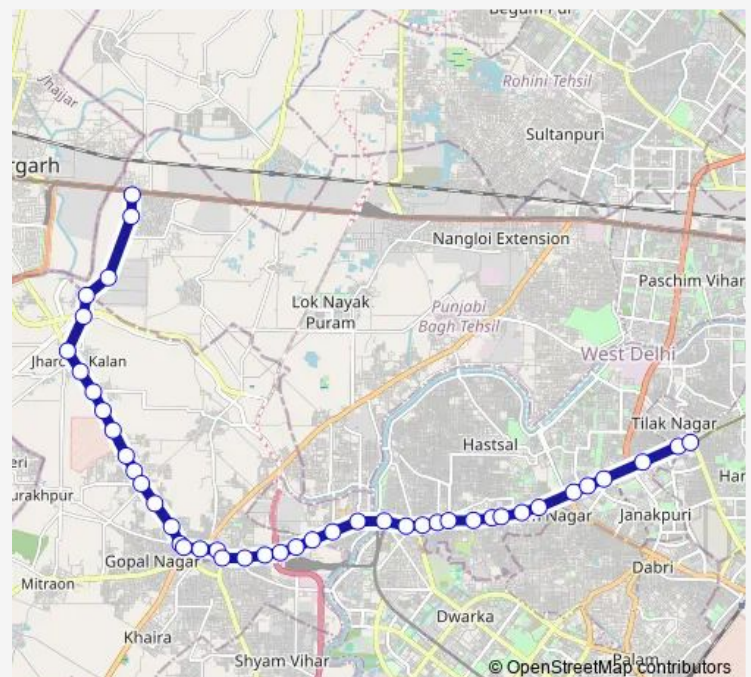 Begum Pur
Jhajjar
Rohini Tehsil
Sultanpuri
rgarh
Nangloi Extension
Paschim Vihar
Lok Nayak
Puram
Punjabi
Bagh Tehsil
West Delhi
Kalan
Tilak Nagar
Hastsal
Har
eri
urakhpur
Nagar
Janakpuri
Gopal Nagar
Dabri
Mitraon
Dwarka
Khaira
Shyam Vihar
Palam
© OpenStreetMap contributors